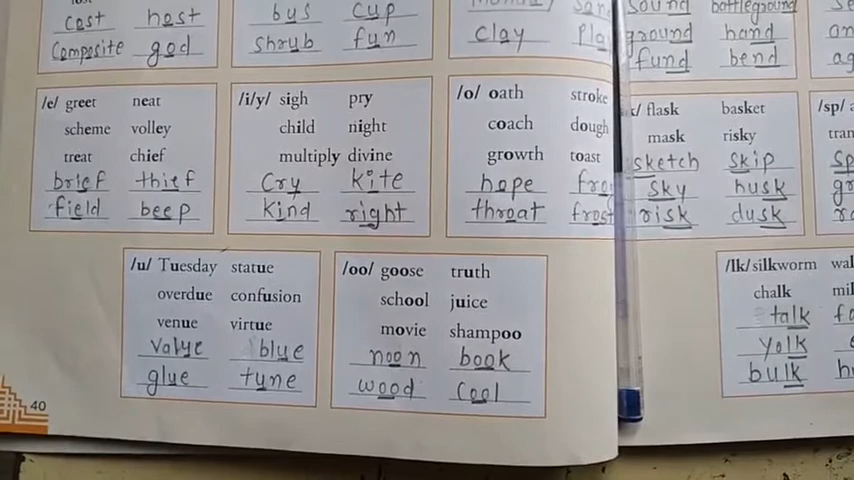 cost host
Composite god
bus cup
Shrub fun
clay
sound battleground
ground hand
fund bend
/e/ greet neat
scheme volley
treat chief
brief thief
field beep
/i/y/ sigh pry
child night
multiply divine
Cry kite
kind right
/o/ oath stroke
coach dough
growth toast
hope
throat frost
flask basket
mask risky
sketch skip
sky husk
risk dusk
/sp/
/u/ Tuesday statue
overdue confusion
venue virtue
value blue
glue tune
/oo/ goose truth
school juice
movie shampoo
noon book
wood cool
/lk/ silkworm
chalk
talk
yolk
bulk
40